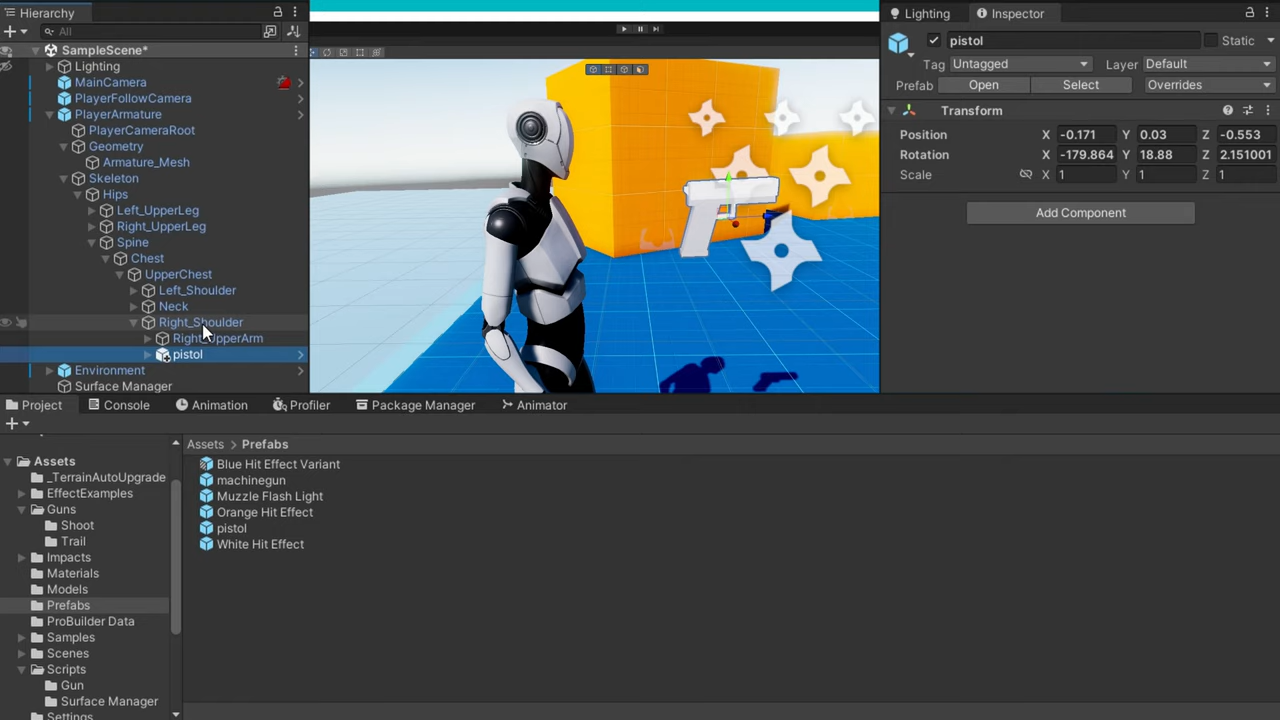 Hierarchy
All
SampleScene*
Lighting
MainCamera
PlayerFollowCamera
PlayerArmature
PlayerCameraRoot
Geometry
Armature_Mesh
Skeleton
Hips
Left_UpperLeg
Right_UpperLeg
Spine
Chest
UpperChest
Left_Shoulder
Neck
Right_Shoulder
Right_UpperArm
pistol
Environment
Surface Manager
Lighting Inspector
pistol Static
Tag Untagged Layer Default
Prefab Open Select Overrides
Transform
Position X -0.171 Y 0.03 Z -0.553
Rotation X -179.864 Y 18.88 Z 2.151001
Scale X 1 Y 1 Z 1
Add Component
Project Console Animation Profiler Package Manager Animator
Assets
_TerrainAutoUpgrade
EffectExamples
Guns
Shoot
Trail
Impacts
Materials
Models
Prefabs
ProBuilder Data
Samples
Scenes
Scripts
Gun
Surface Manager
Settings
Assets > Prefabs
Blue Hit Effect Variant
machinegun
Muzzle Flash Light
Orange Hit Effect
pistol
White Hit Effect